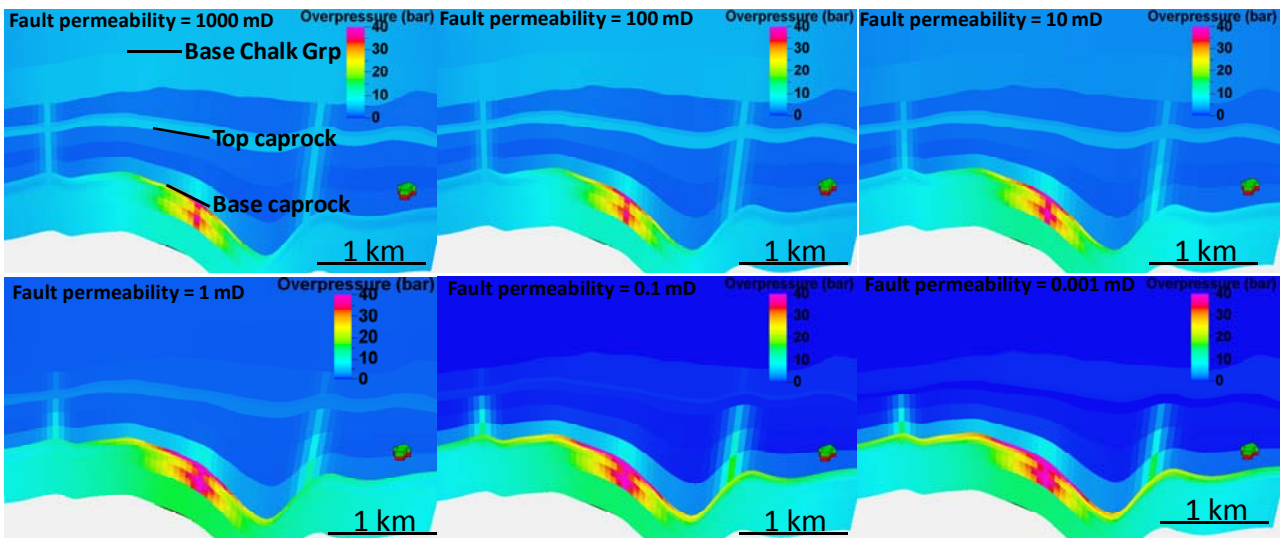 Fault permeability = 1000 mD
Overpressure (bar)
40
30
20
10
0
Base Chalk Grp
Top caprock
Base caprock
1 km
Fault permeability = 100 mD
Overpressure (bar)
40
30
20
10
0
1 km
Fault permeability = 10 mD
Overpressure (bar)
40
30
20
10
0
1 km
Fault permeability = 1 mD
Overpressure (bar)
40
30
20
10
0
1 km
Fault permeability = 0.1 mD
Overpressure (bar)
40
30
20
10
0
1 km
Fault permeability = 0.001 mD
Overpressure (bar)
40
30
20
10
0
1 km